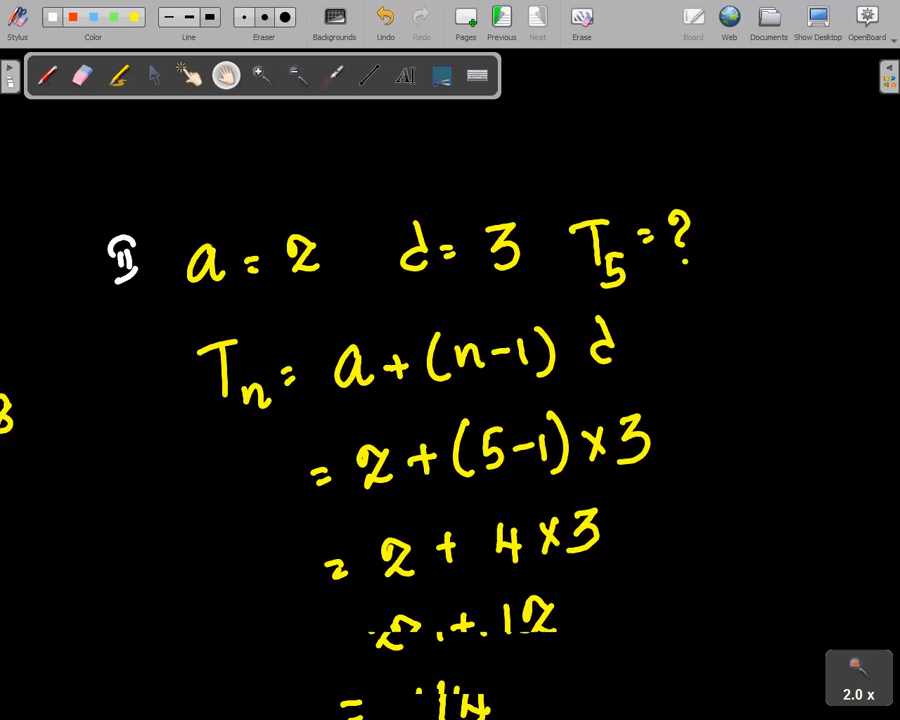 Stylus Color Line Eraser Backgrounds Undo Redo Pages Previous Next Erase Board Web Documents Show Desktop OpenBoard
II a = 2 d = 3 T5 = ?
Tn = a + (n-1) d
= 2 + (5-1) × 3
3
= 2 + 4 × 3
2 + 12
= 14
2.0 x